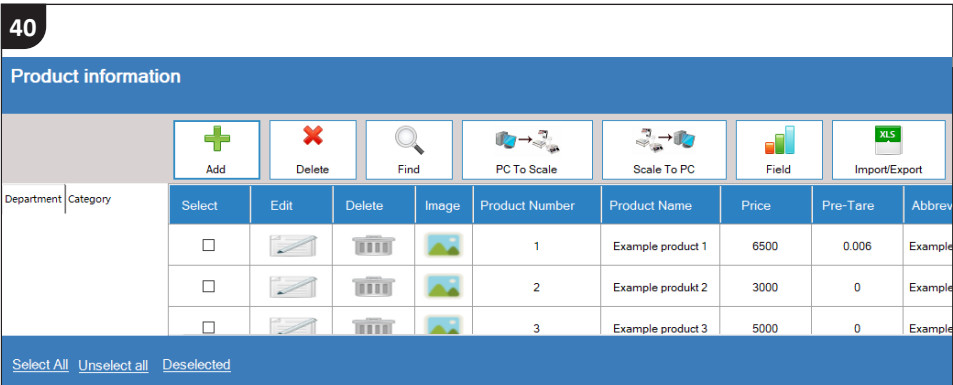 40
Product information
Add Delete Find PC To Scale Scale To PC Field XLS Import/Export
Department Category
Select Edit Delete Image Product Number Product Name Price Pre-Tare Abbrev
1 Example product 1 6500 0.006 Example
2 Example produkt 2 3000 0 Example
3 Example product 3 5000 0 Example
Select All Unselect all Deselected